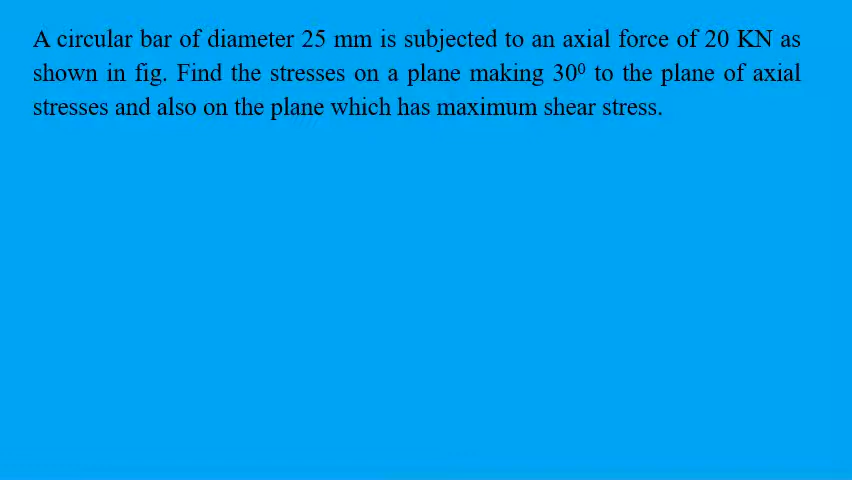 A circular bar of diameter 25 mm is subjected to an axial force of 20 KN as
shown in fig. Find the stresses on a plane making 30⁰ to the plane of axial
stresses and also on the plane which has maximum shear stress.